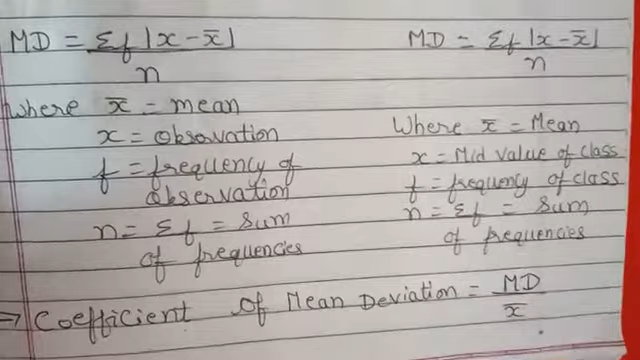 MD = Σf |x - x̄|
n
where x̄ = mean
x = observation
f = frequency of
observation
n = Σf = sum
of frequencies
MD = Σf |x - x̄|
n
Where x̄ = Mean
x = Mid value of class
f = frequency of class
n = Σf = sum
of frequencies
⇒ Coefficient of Mean Deviation = MD
x̄